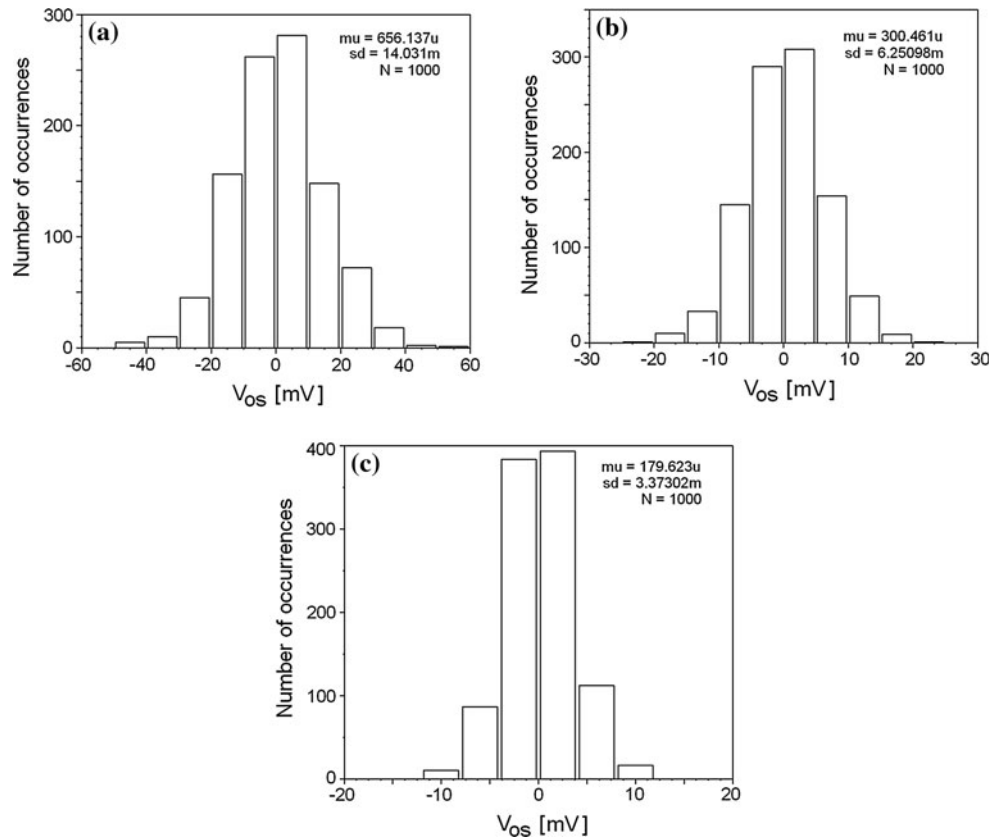 (a)
mu = 656.137u
sd = 14.031m
N = 1000
Number of occurrences
300
200
100
0
-60 -40 -20 0 20 40 60
VOS [mV]
(b)
mu = 300.461u
sd = 6.25098m
N = 1000
Number of occurrences
300
200
100
0
-30 -20 -10 0 10 20 30
VOS [mV]
(c)
mu = 179.623u
sd = 3.37302m
N = 1000
Number of occurrences
400
300
200
100
0
-20 -10 0 10 20
VOS [mV]